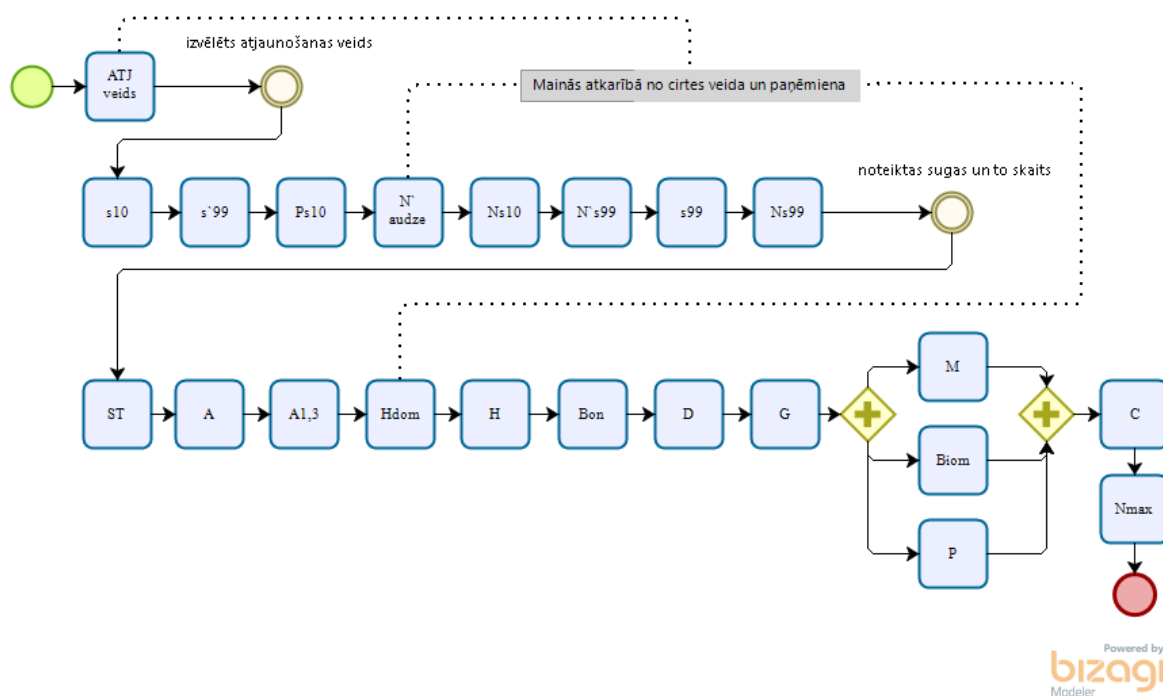 izvēlēts atjaunošanas veids
ATJ
veids
Mainās atkarībā no cirtes veida un paņēmiena
noteiktas sugas un to skaits
s10
s`99
Ps10
N`
audze
Ns10
N`s99
s99
Ns99
ST
A
A1,3
Hdom
H
Bon
D
G
M
Biom
P
C
Nmax
Powered by
bizagi
Modeler